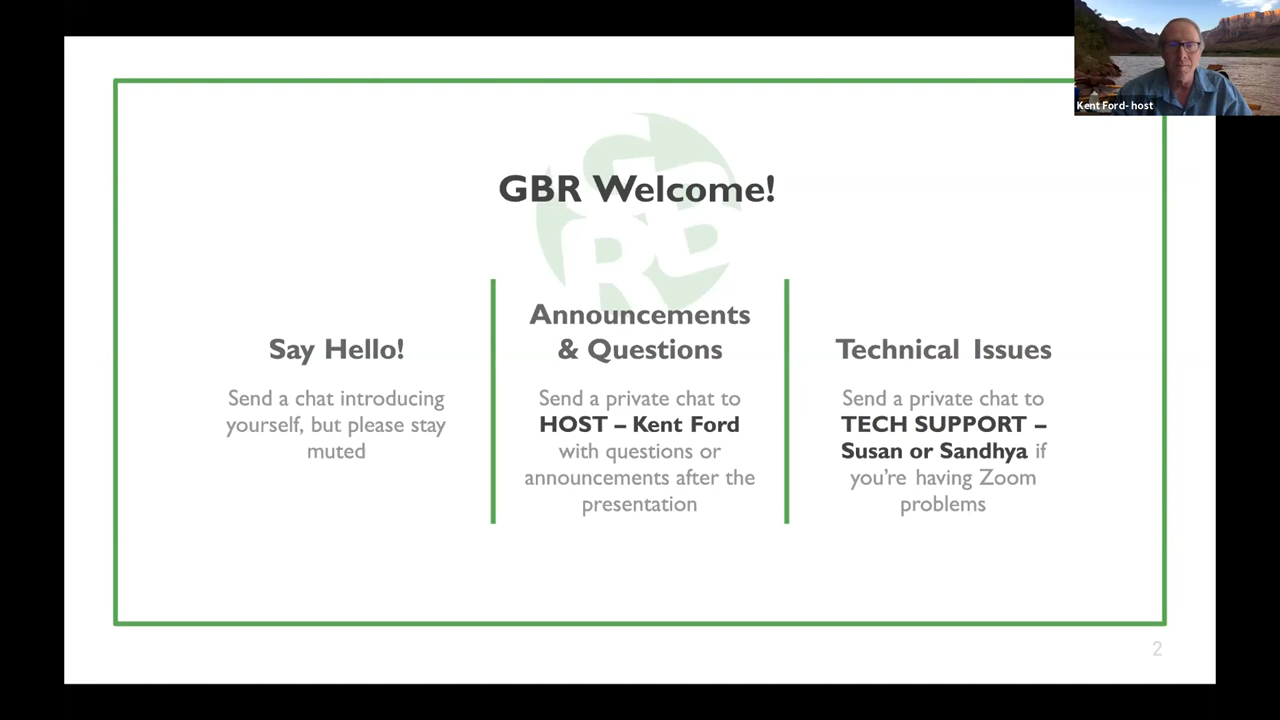 Kent Ford- host
GBR Welcome!
Say Hello!
Send a chat introducing
yourself, but please stay
muted
Announcements
& Questions
Send a private chat to
HOST – Kent Ford
with questions or
announcements after the
presentation
Technical Issues
Send a private chat to
TECH SUPPORT –
Susan or Sandhya if
you’re having Zoom
problems
2